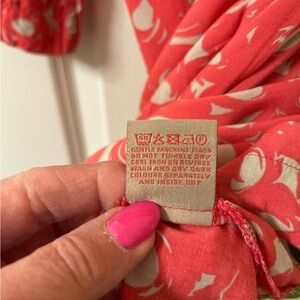 GENTLE MACHINE WASH
DO NOT TUMBLE DRY
COOL IRON ON REVERSE
WASH AND DRY DARK
COLOURS SEPARATELY
AND INSIDE OUT